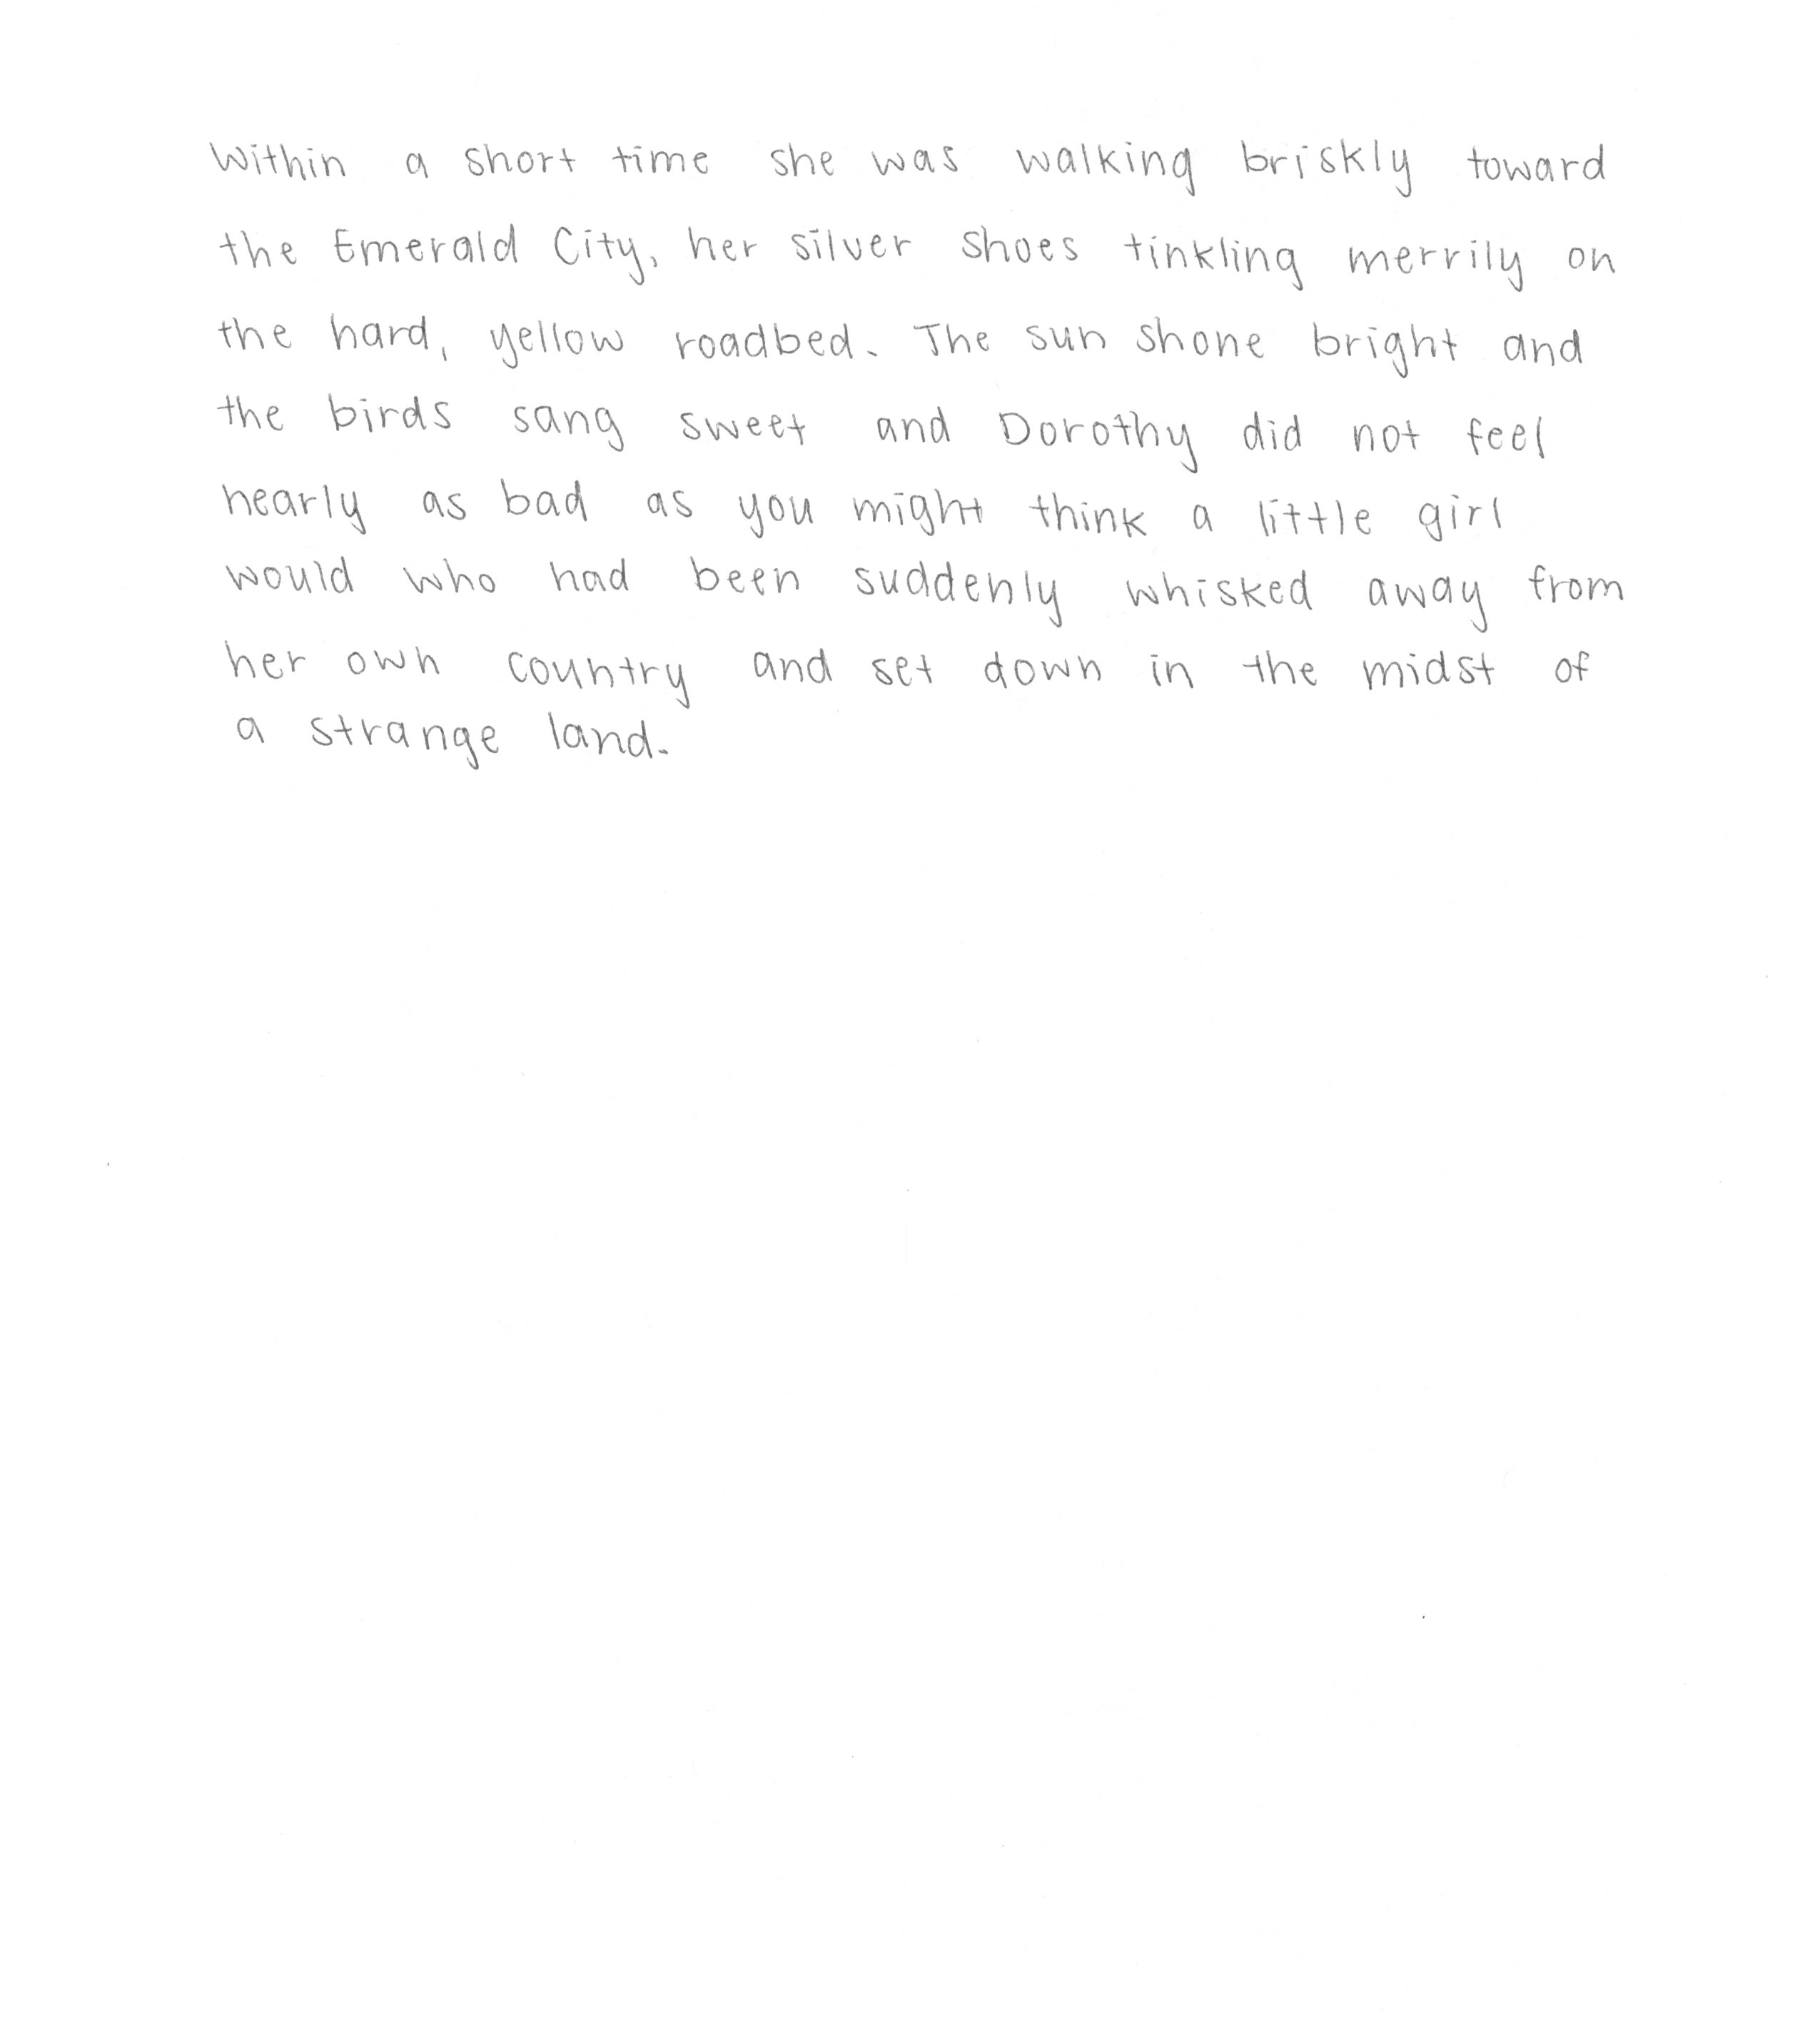 Within a short time she was walking briskly toward
the Emerald City, her silver shoes tinkling merrily on
the hard, yellow roadbed. The sun shone bright and
the birds sang sweet and Dorothy did not feel
nearly as bad as you might think a little girl
would who had been suddenly whisked away from
her own country and set down in the midst of
a strange land.